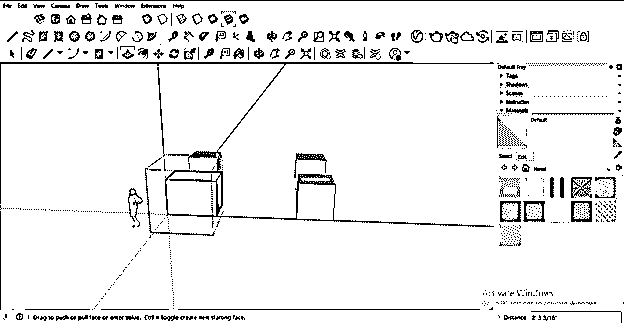 File Edit View Camera Draw Tools Window Extensions Help
Default Tray
Tags
Shadows
Scenes
Instructor
Materials
Default
Select Edit
Activate Windows
Drag to push or pull face or enter value. Ctrl = toggle create new starting face.
Distance 2' 3 5/16"